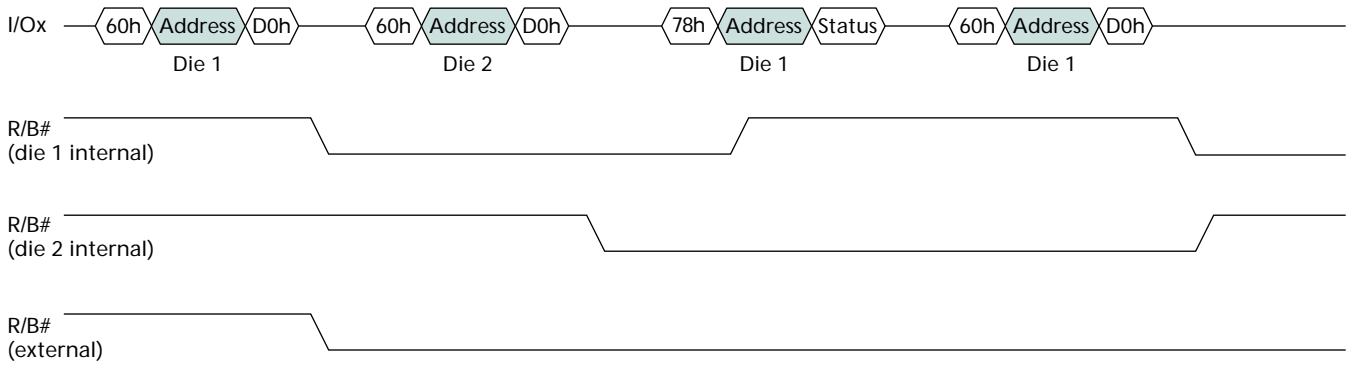 I/Ox 60h Address D0h 60h Address D0h 78h Address Status 60h Address D0h
Die 1 Die 2 Die 1 Die 1
R/B#
(die 1 internal)
R/B#
(die 2 internal)
R/B#
(external)